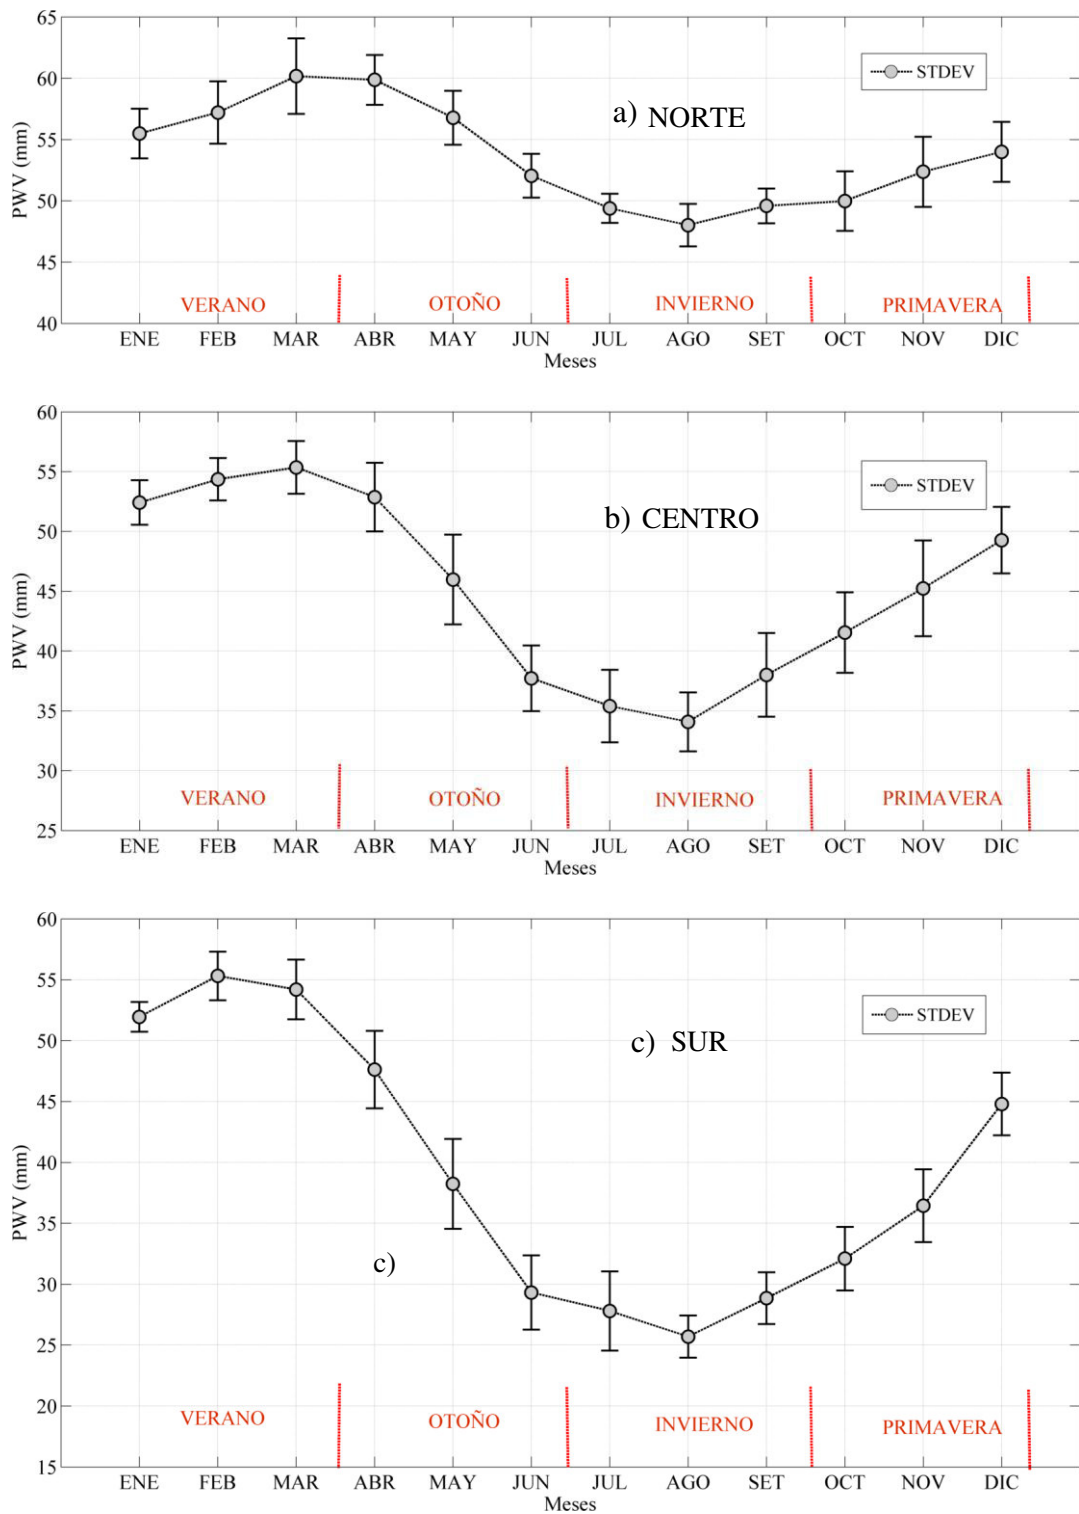 65
60
55
50
45
40
PWV (mm)
STDEV
a) NORTE
VERANO OTOÑO INVIERNO PRIMAVERA
ENE FEB MAR ABR MAY JUN JUL AGO SET OCT NOV DIC
Meses
60
55
50
45
40
35
30
25
PWV (mm)
STDEV
b) CENTRO
VERANO OTOÑO INVIERNO PRIMAVERA
ENE FEB MAR ABR MAY JUN JUL AGO SET OCT NOV DIC
Meses
60
55
50
45
40
35
30
25
20
15
PWV (mm)
STDEV
c) SUR
c)
VERANO OTOÑO INVIERNO PRIMAVERA
ENE FEB MAR ABR MAY JUN JUL AGO SET OCT NOV DIC
Meses